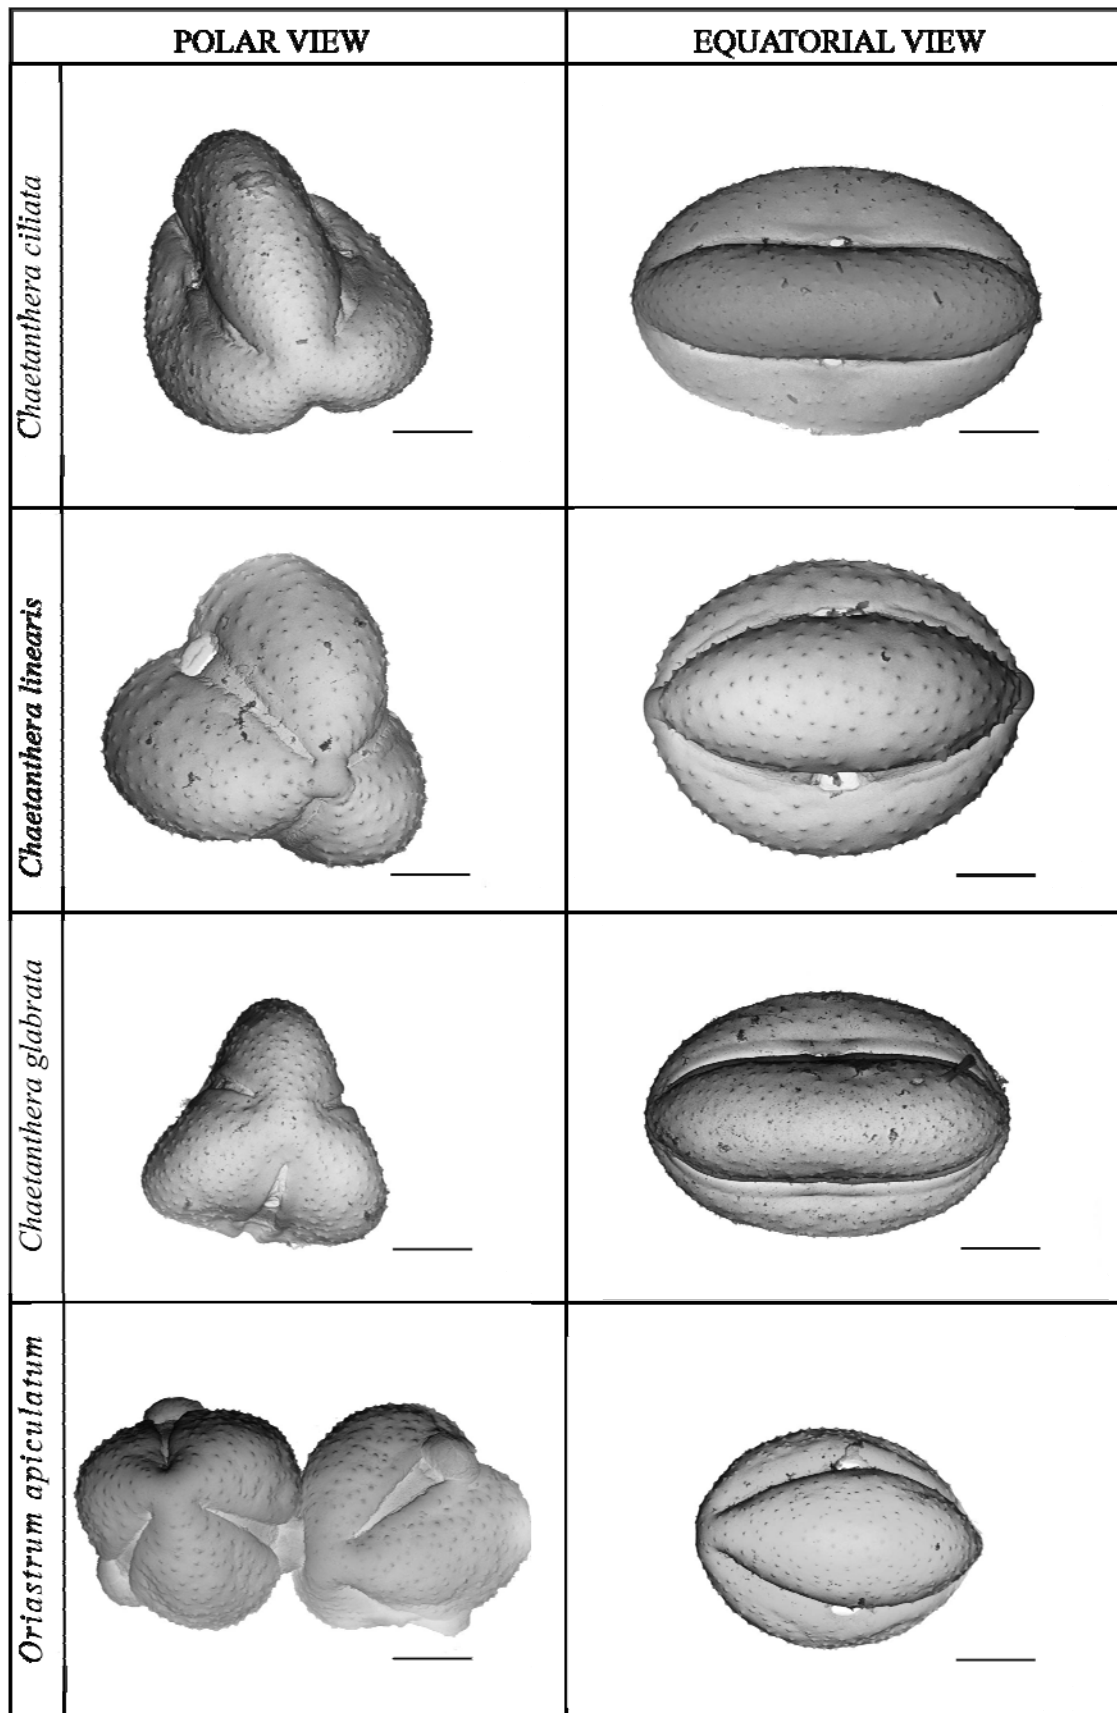 POLAR VIEW
EQUATORIAL VIEW
Chaetanthera ciliata
Chaetanthera linearis
Chaetanthera glabrata
Oriastrum apiculatum